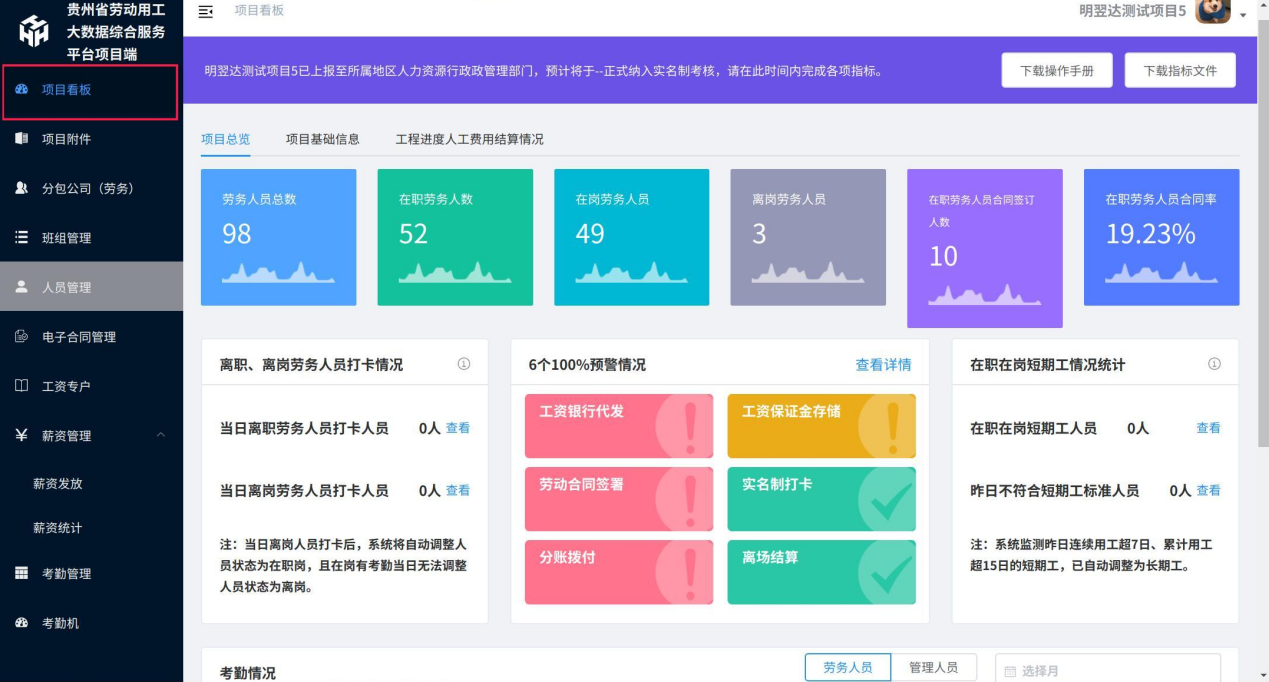 贵州省劳动用工
大数据综合服务
平台项目端
项目看板
项目附件
分包公司（劳务）
班组管理
人员管理
电子合同管理
工资专户
薪资管理
薪资发放
薪资统计
考勤管理
考勤机
项目看板
明翌达测试项目5
明翌达测试项目5已上报至所属地区人力资源行政政管理部门，预计将于--正式纳入实名制考核，请在此时间内完成各项指标。
下载操作手册
下载指标文件
项目总览
项目基础信息
工程进度人工费用结算情况
劳务人员总数
98
在职劳务人数
52
在岗劳务人员
49
离岗劳务人员
3
在职劳务人员合同签订
人数
10
在职劳务人员合同率
19.23%
离职、离岗劳务人员打卡情况
当日离职劳务人员打卡人员 0人 查看
当日离岗劳务人员打卡人员 0人 查看
注：当日离岗人员打卡后，系统将自动调整人
员状态为在职岗，且在岗有考勤当日无法调整
人员状态为离岗。
6个100%预警情况
查看详情
工资银行代发
工资保证金存储
劳动合同签署
实名制打卡
分账拨付
离场结算
在职在岗短期工情况统计
在职在岗短期工人员 0人 查看
昨日不符合短期工标准人员 0人 查看
注：系统监测昨日连续用工超7日、累计用工
超15日的短期工，已自动调整为长期工。
考勤情况
劳务人员
管理人员
选择月